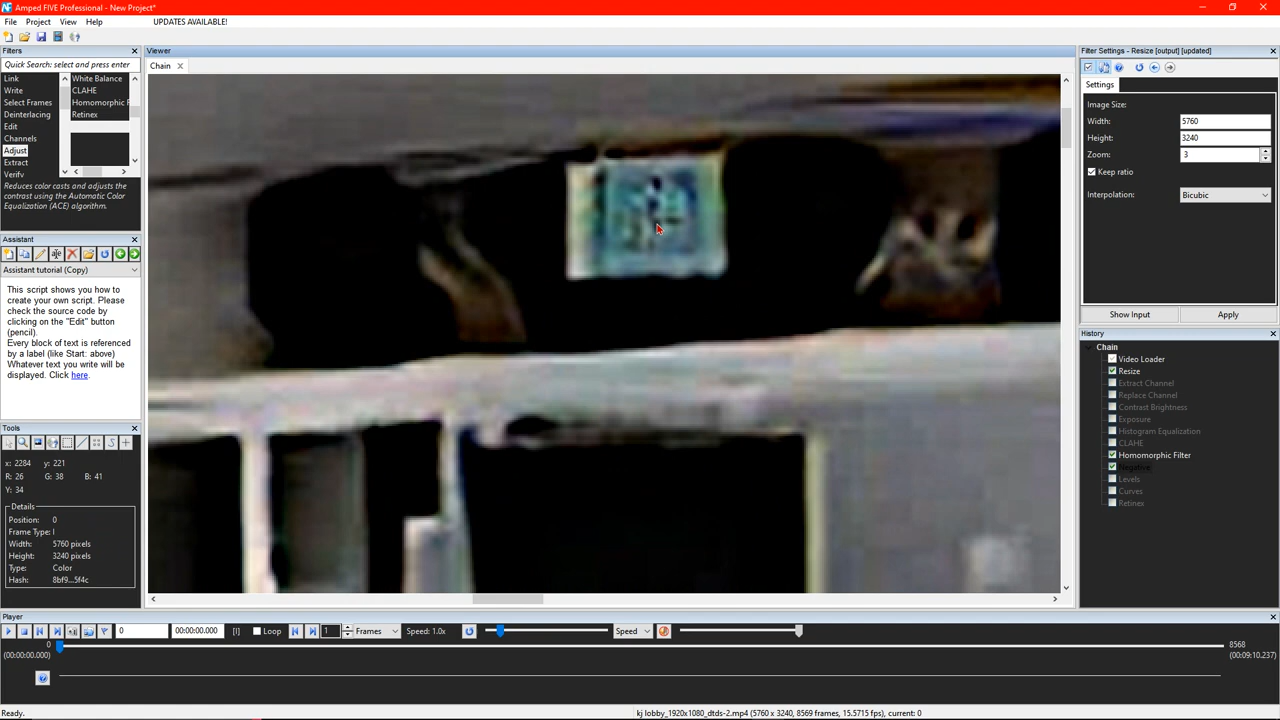 Amped FIVE Professional - New Project*
File Project View Help UPDATES AVAILABLE!
Filters
Quick Search: select and press enter
Link
Write
Select Frames
Deinterlacing
Edit
Channels
Adjust
Extract
Verify
White Balance
CLAHE
Homomorphic F
Retinex
Reduces color casts and adjusts
the contrast using the Automatic Color
Equalization (ACE) algorithm.
Assistant
Assistant tutorial (Copy)
This script shows you how to
create your own script. Please
check the source code by
clicking on the "Edit" button
(pencil).
Every block of text is referenced
by a label (like Start: above)
Whatever text you write will be
displayed. Click here.
Tools
x: 2284 y: 221
R: 26 G: 38 B: 41
Y: 34
Details
Position: 0
Frame Type: I
Width: 5760 pixels
Height: 3240 pixels
Type: Color
Hash: 8bf9...5f4c
Viewer
Chain
Filter Settings - Resize [output] [updated]
Settings
Image Size:
Width: 5760
Height: 3240
Zoom: 3
Keep ratio
Interpolation: Bicubic
Show Input Apply
History
Chain
Video Loader
Resize
Extract Channel
Replace Channel
Contrast Brightness
Exposure
Histogram Equalization
CLAHE
Homomorphic Filter
Negative
Levels
Curves
Retinex
Player
0 00:00:00.000 [I] Loop 1 Frames Speed: 1.0x Speed
0 8568
(00:00:00.000) (00:09:10.237)
Ready. kj lobby_1920x1080_dtds-2.mp4 (5760 x 3240, 8569 frames, 15.5715 fps), current: 0